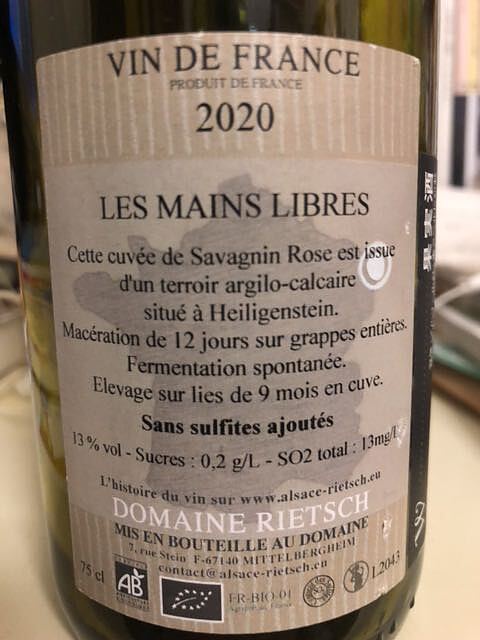 VIN DE FRANCE
PRODUIT DE FRANCE
2020
LES MAINS LIBRES
Cette cuvée de Savagnin Rose est issue
d'un terroir argilo-calcaire
situé à Heiligenstein.
Macération de 12 jours sur grappes entières.
Fermentation spontanée.
Elevage sur lies de 9 mois en cuve.
Sans sulfites ajoutés
13 % vol - Sucres : 0,2 g/L - SO2 total : 13mg/L
L'histoire du vin sur www.alsace-rietsch.eu
DOMAINE RIETSCH
MIS EN BOUTEILLE AU DOMAINE
7, rue Stein F-67140 MITTELBERGHEIM
contact@alsace-rietsch.eu
75 cl
AB
FR-BIO-01
Agriculture France
L2043